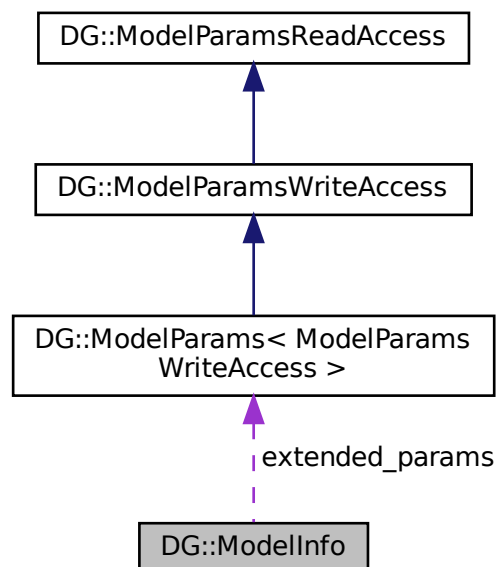 DG::ModelParamsReadAccess
DG::ModelParamsWriteAccess
DG::ModelParams< ModelParams
WriteAccess >
extended_params
DG::ModelInfo